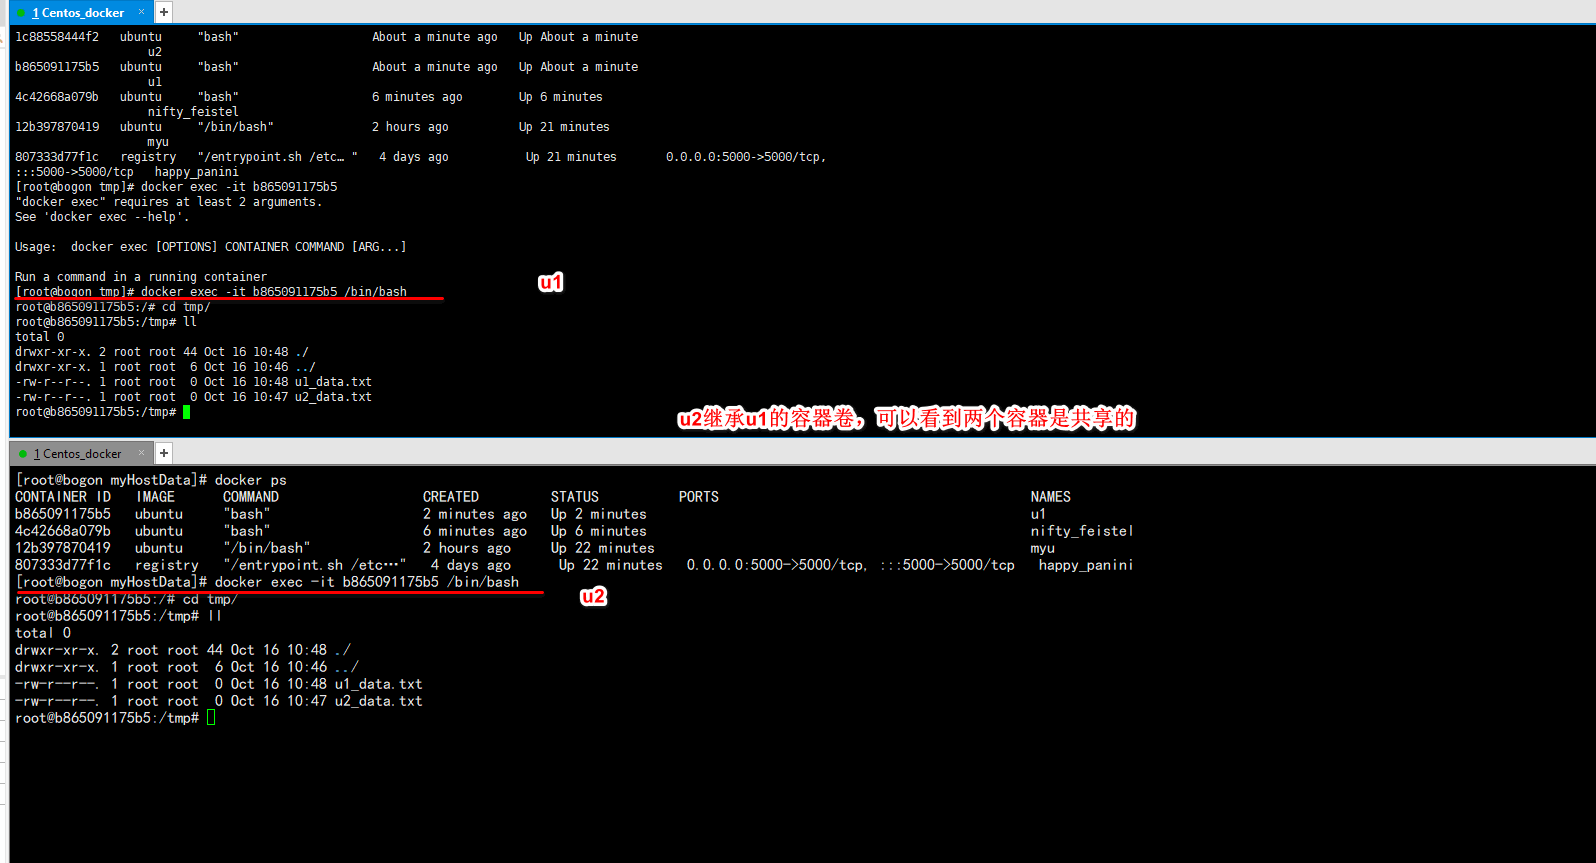 1 Centos_docker × +
1c88558444f2 ubuntu "bash" About a minute ago Up About a minute
u2
b865091175b5 ubuntu "bash" About a minute ago Up About a minute
u1
4c42668a079b ubuntu "bash" 6 minutes ago Up 6 minutes
nifty_feistel
12b397870419 ubuntu "/bin/bash" 2 hours ago Up 21 minutes
myu
807333d77f1c registry "/entrypoint.sh /etc… " 4 days ago Up 21 minutes 0.0.0.0:5000->5000/tcp,
:::5000->5000/tcp happy_panini
[root@bogon tmp]# docker exec -it b865091175b5
"docker exec" requires at least 2 arguments.
See 'docker exec --help'.
Usage: docker exec [OPTIONS] CONTAINER COMMAND [ARG...]
Run a command in a running container
u1
[root@bogon tmp]# docker exec -it b865091175b5 /bin/bash
root@b865091175b5:/# cd tmp/
root@b865091175b5:/tmp# ll
total 0
drwxr-xr-x. 2 root root 44 Oct 16 10:48 ./
drwxr-xr-x. 1 root root 6 Oct 16 10:46 ../
-rw-r--r--. 1 root root 0 Oct 16 10:48 u1_data.txt
-rw-r--r--. 1 root root 0 Oct 16 10:47 u2_data.txt
root@b865091175b5:/tmp#
u2继承u1的容器卷，可以看到两个容器是共享的
1 Centos_docker × +
[root@bogon myHostData]# docker ps
CONTAINER ID IMAGE COMMAND CREATED STATUS PORTS NAMES
b865091175b5 ubuntu "bash" 2 minutes ago Up 2 minutes u1
4c42668a079b ubuntu "bash" 6 minutes ago Up 6 minutes nifty_feistel
12b397870419 ubuntu "/bin/bash" 2 hours ago Up 22 minutes myu
807333d77f1c registry "/entrypoint.sh /etc…" 4 days ago Up 22 minutes 0.0.0.0:5000->5000/tcp, :::5000->5000/tcp happy_panini
[root@bogon myHostData]# docker exec -it b865091175b5 /bin/bash
u2
root@b865091175b5:/# cd tmp/
root@b865091175b5:/tmp# ll
total 0
drwxr-xr-x. 2 root root 44 Oct 16 10:48 ./
drwxr-xr-x. 1 root root 6 Oct 16 10:46 ../
-rw-r--r--. 1 root root 0 Oct 16 10:48 u1_data.txt
-rw-r--r--. 1 root root 0 Oct 16 10:47 u2_data.txt
root@b865091175b5:/tmp#